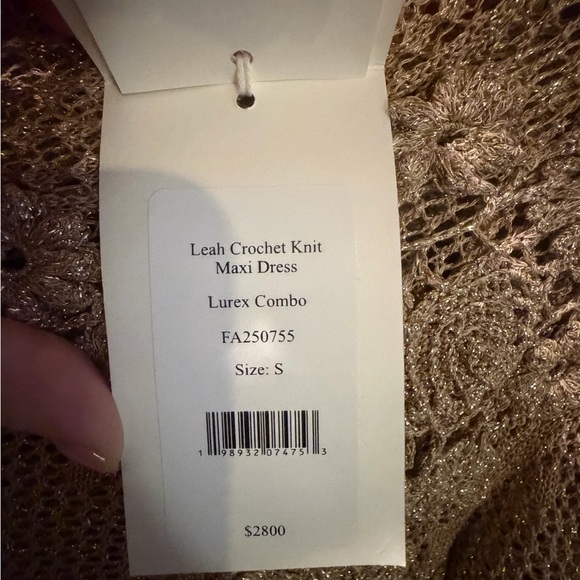 Leah Crochet Knit
Maxi Dress
Lurex Combo
FA250755
Size: S
1 98932 07475 3
$2800